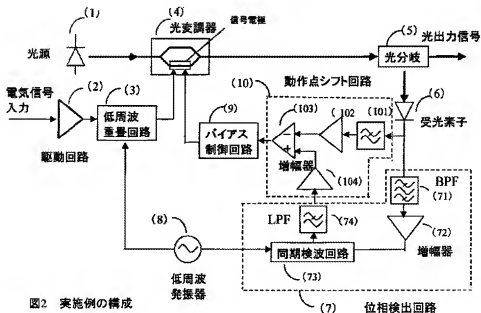 (1)
光源
(4)
光変調器
信号電極
(5)
光分岐
光出力信号
電気信号
入力
(2)
駆動回路
(3)
低周波
重畳回路
(10)
動作点シフト回路
(6)
受光素子
(9)
バイアス
制御回路
(103)
(102)
(101)
増幅器
(104)
BPF
(71)
(72)
増幅器
LPF
(74)
(8)
低周波
発振器
同期検波回路
(73)
(7)
位相検出回路
図2 実施例の構成